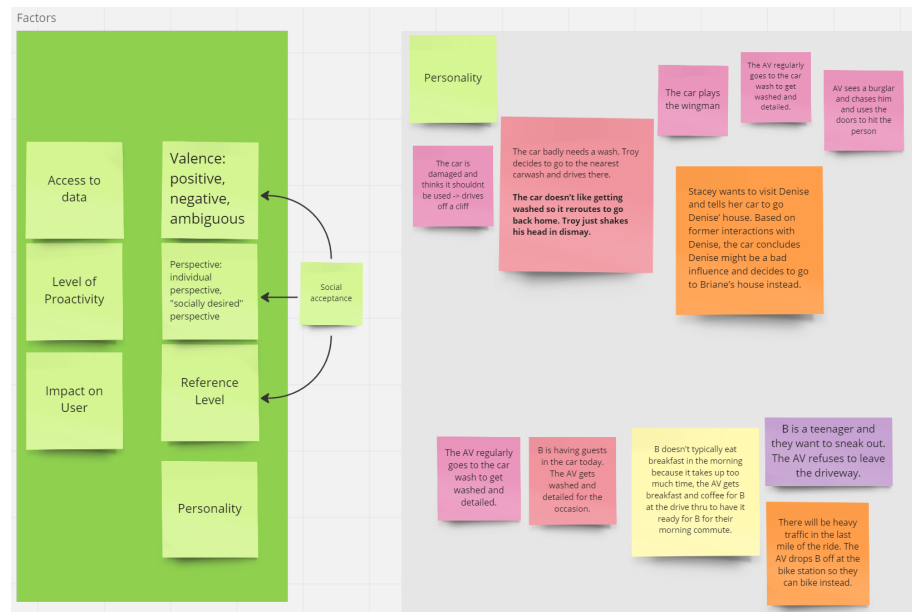 Factors
Access to
data
Valence:
positive,
negative,
ambiguous
Level of
Proactivity
Perspective:
individual
perspective,
"socially desired"
perspective
Social
acceptance
Impact on
User
Reference
Level
Personality
Personality
The car is
damaged and
thinks it shouldnt
be used -> drives
off a cliff
The car badly needs a wash. Troy
decides to go to the nearest
carwash and drives there.
The car doesn't like getting
washed so it reroutes to go
back home. Troy just shakes
his head in dismay.
The car plays
the wingman
The AV regularly
goes to the car
wash to get
washed and
detailed.
AV sees a burglar
and chases him
and uses the
doors to hit the
person
Stacey wants to visit Denise
and tells her car to go
Denise' house. Based on
former interactions with
Denise, the car concludes
Denise might be a bad
influence and decides to go
to Briane's house instead.
The AV regularly
goes to the car
wash to get
washed and
detailed.
B is having guests
in the car today.
The AV gets
washed and
detailed for the
occasion.
B doesn't typically eat
breakfast in the morning
because it takes up too
much time, the AV gets
breakfast and coffee for B
at the drive thru to have it
ready for B for their
morning commute.
B is a teenager and
they want to sneak out.
The AV refuses to leave
the driveway.
There will be heavy
traffic in the last
mile of the ride. The
AV drops B off at the
bike station so they
can bike instead.